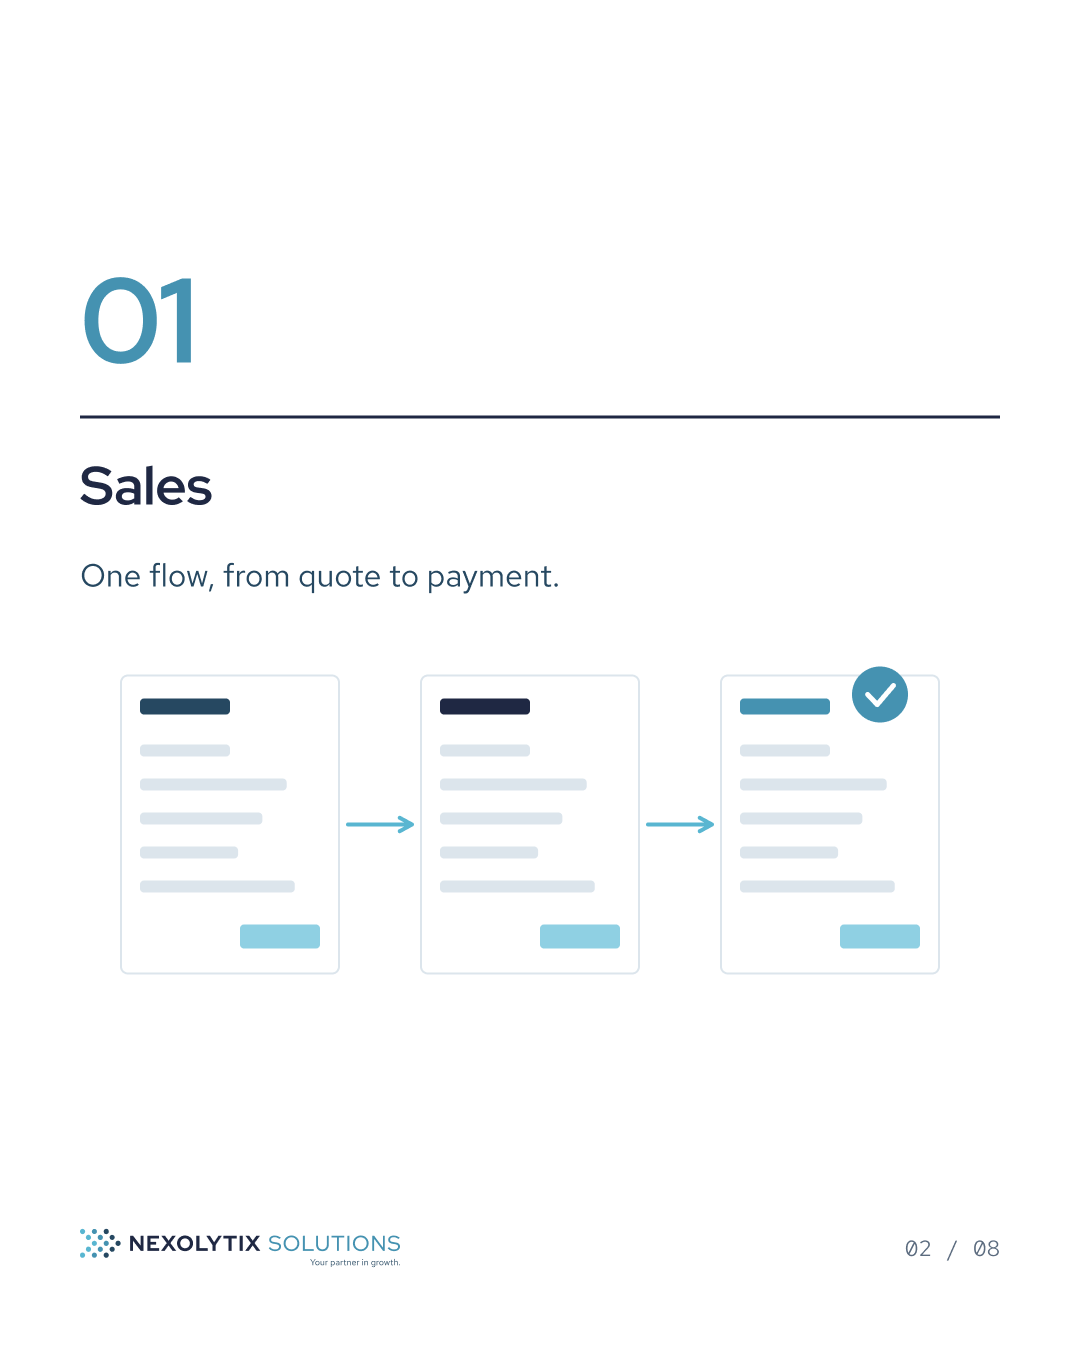 01
Sales
One flow, from quote to payment.
NEXOLYTIX SOLUTIONS
Your partner in growth.
02 / 08